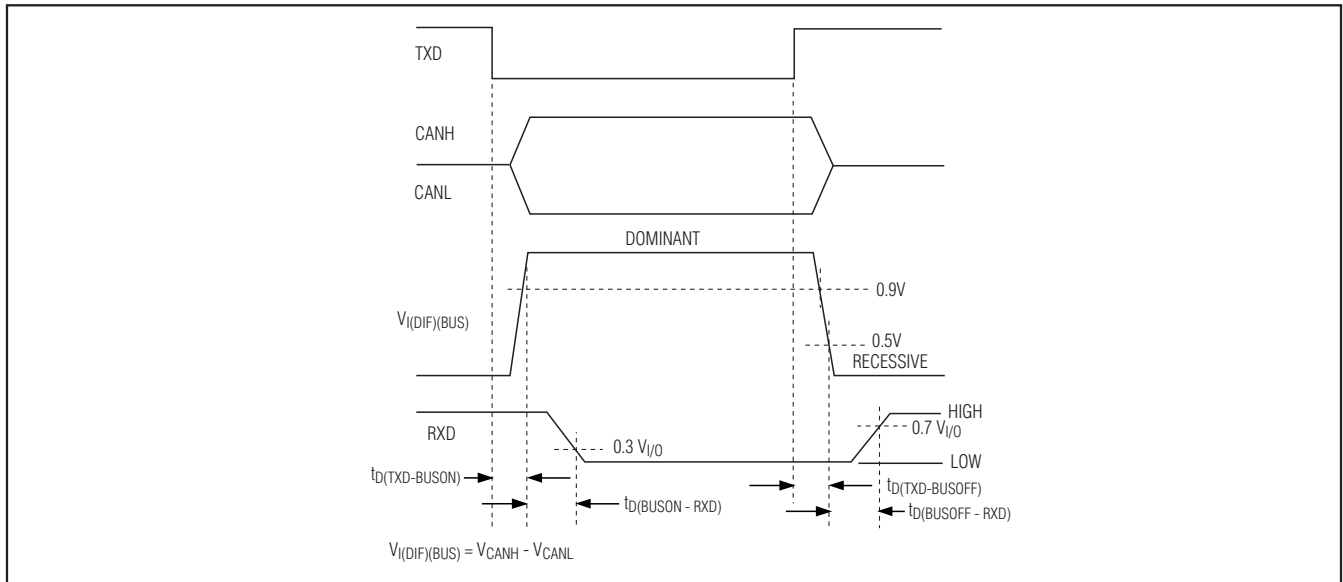 TXD
CANH
CANL
DOMINANT
0.9V
V_I(DIF)(BUS)
0.5V
RECESSIVE
RXD
HIGH
0.7 V_I/O
0.3 V_I/O
LOW
t_D(TXD-BUSON)
t_D(TXD-BUSOFF)
t_D(BUSON - RXD)
t_D(BUSOFF - RXD)
V_I(DIF)(BUS) = V_CANH - V_CANL